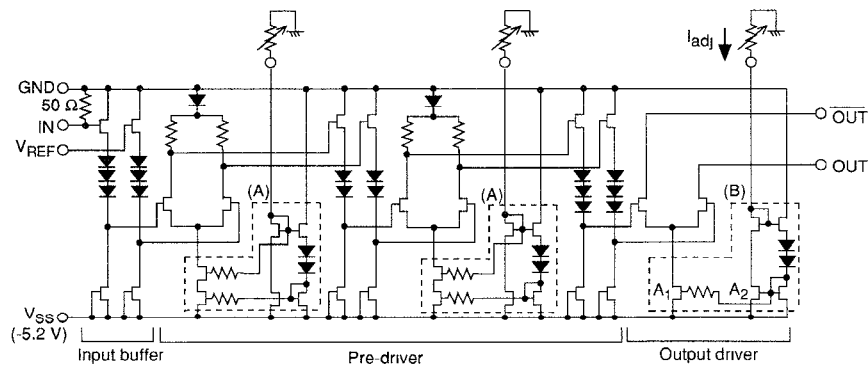 I_adj
GND
50 Ω
IN
V_REF
OUT
OUT
(A)
(A)
(B)
A_1
A_2
V_SS
(-5.2 V)
Input buffer
Pre-driver
Output driver